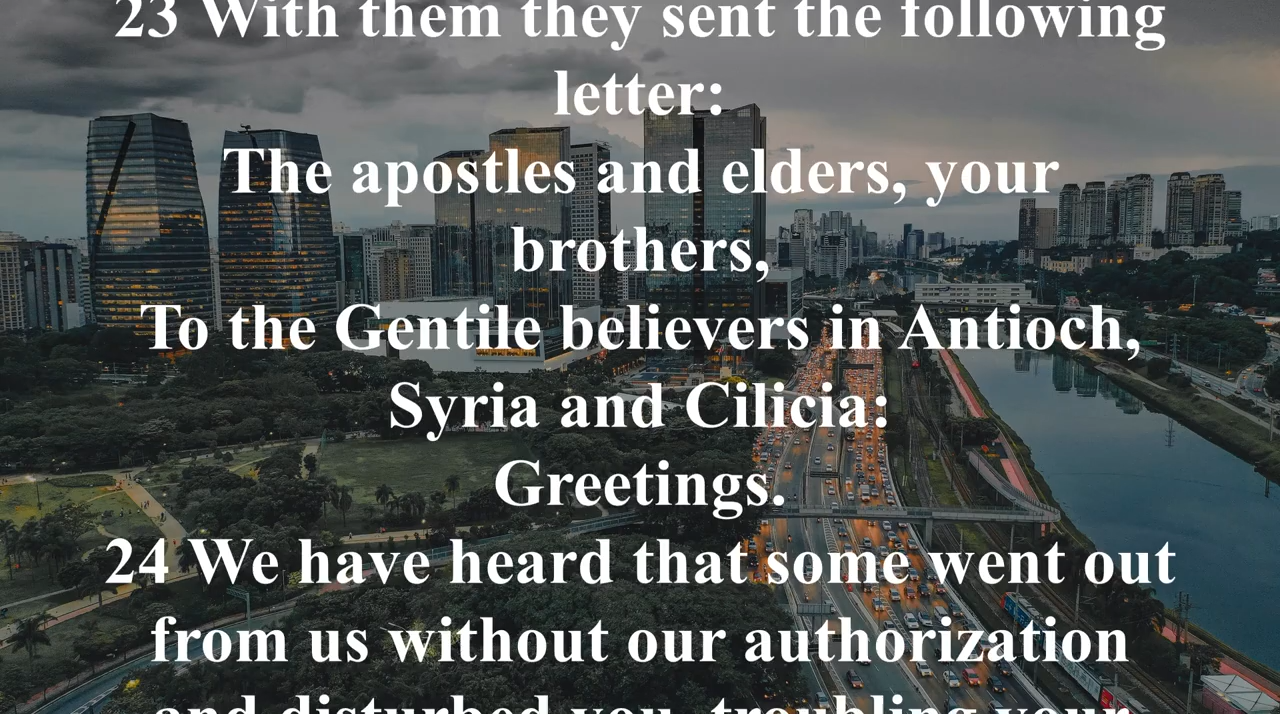 23 With them they sent the following
letter:
The apostles and elders, your
brothers,
To the Gentile believers in Antioch,
Syria and Cilicia:
Greetings.
24 We have heard that some went out
from us without our authorization
and disturbed you, troubling your